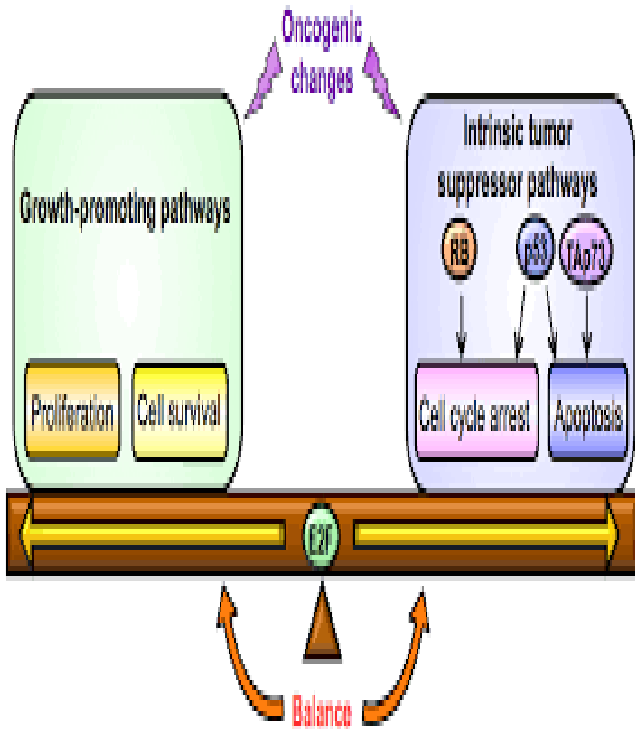 Oncogenic
changes
Growth-promoting pathways
Intrinsic tumor
suppressor pathways
RB
p53
TAp73
Proliferation
Cell survival
Cell cycle arrest
Apoptosis
E2F
Balance